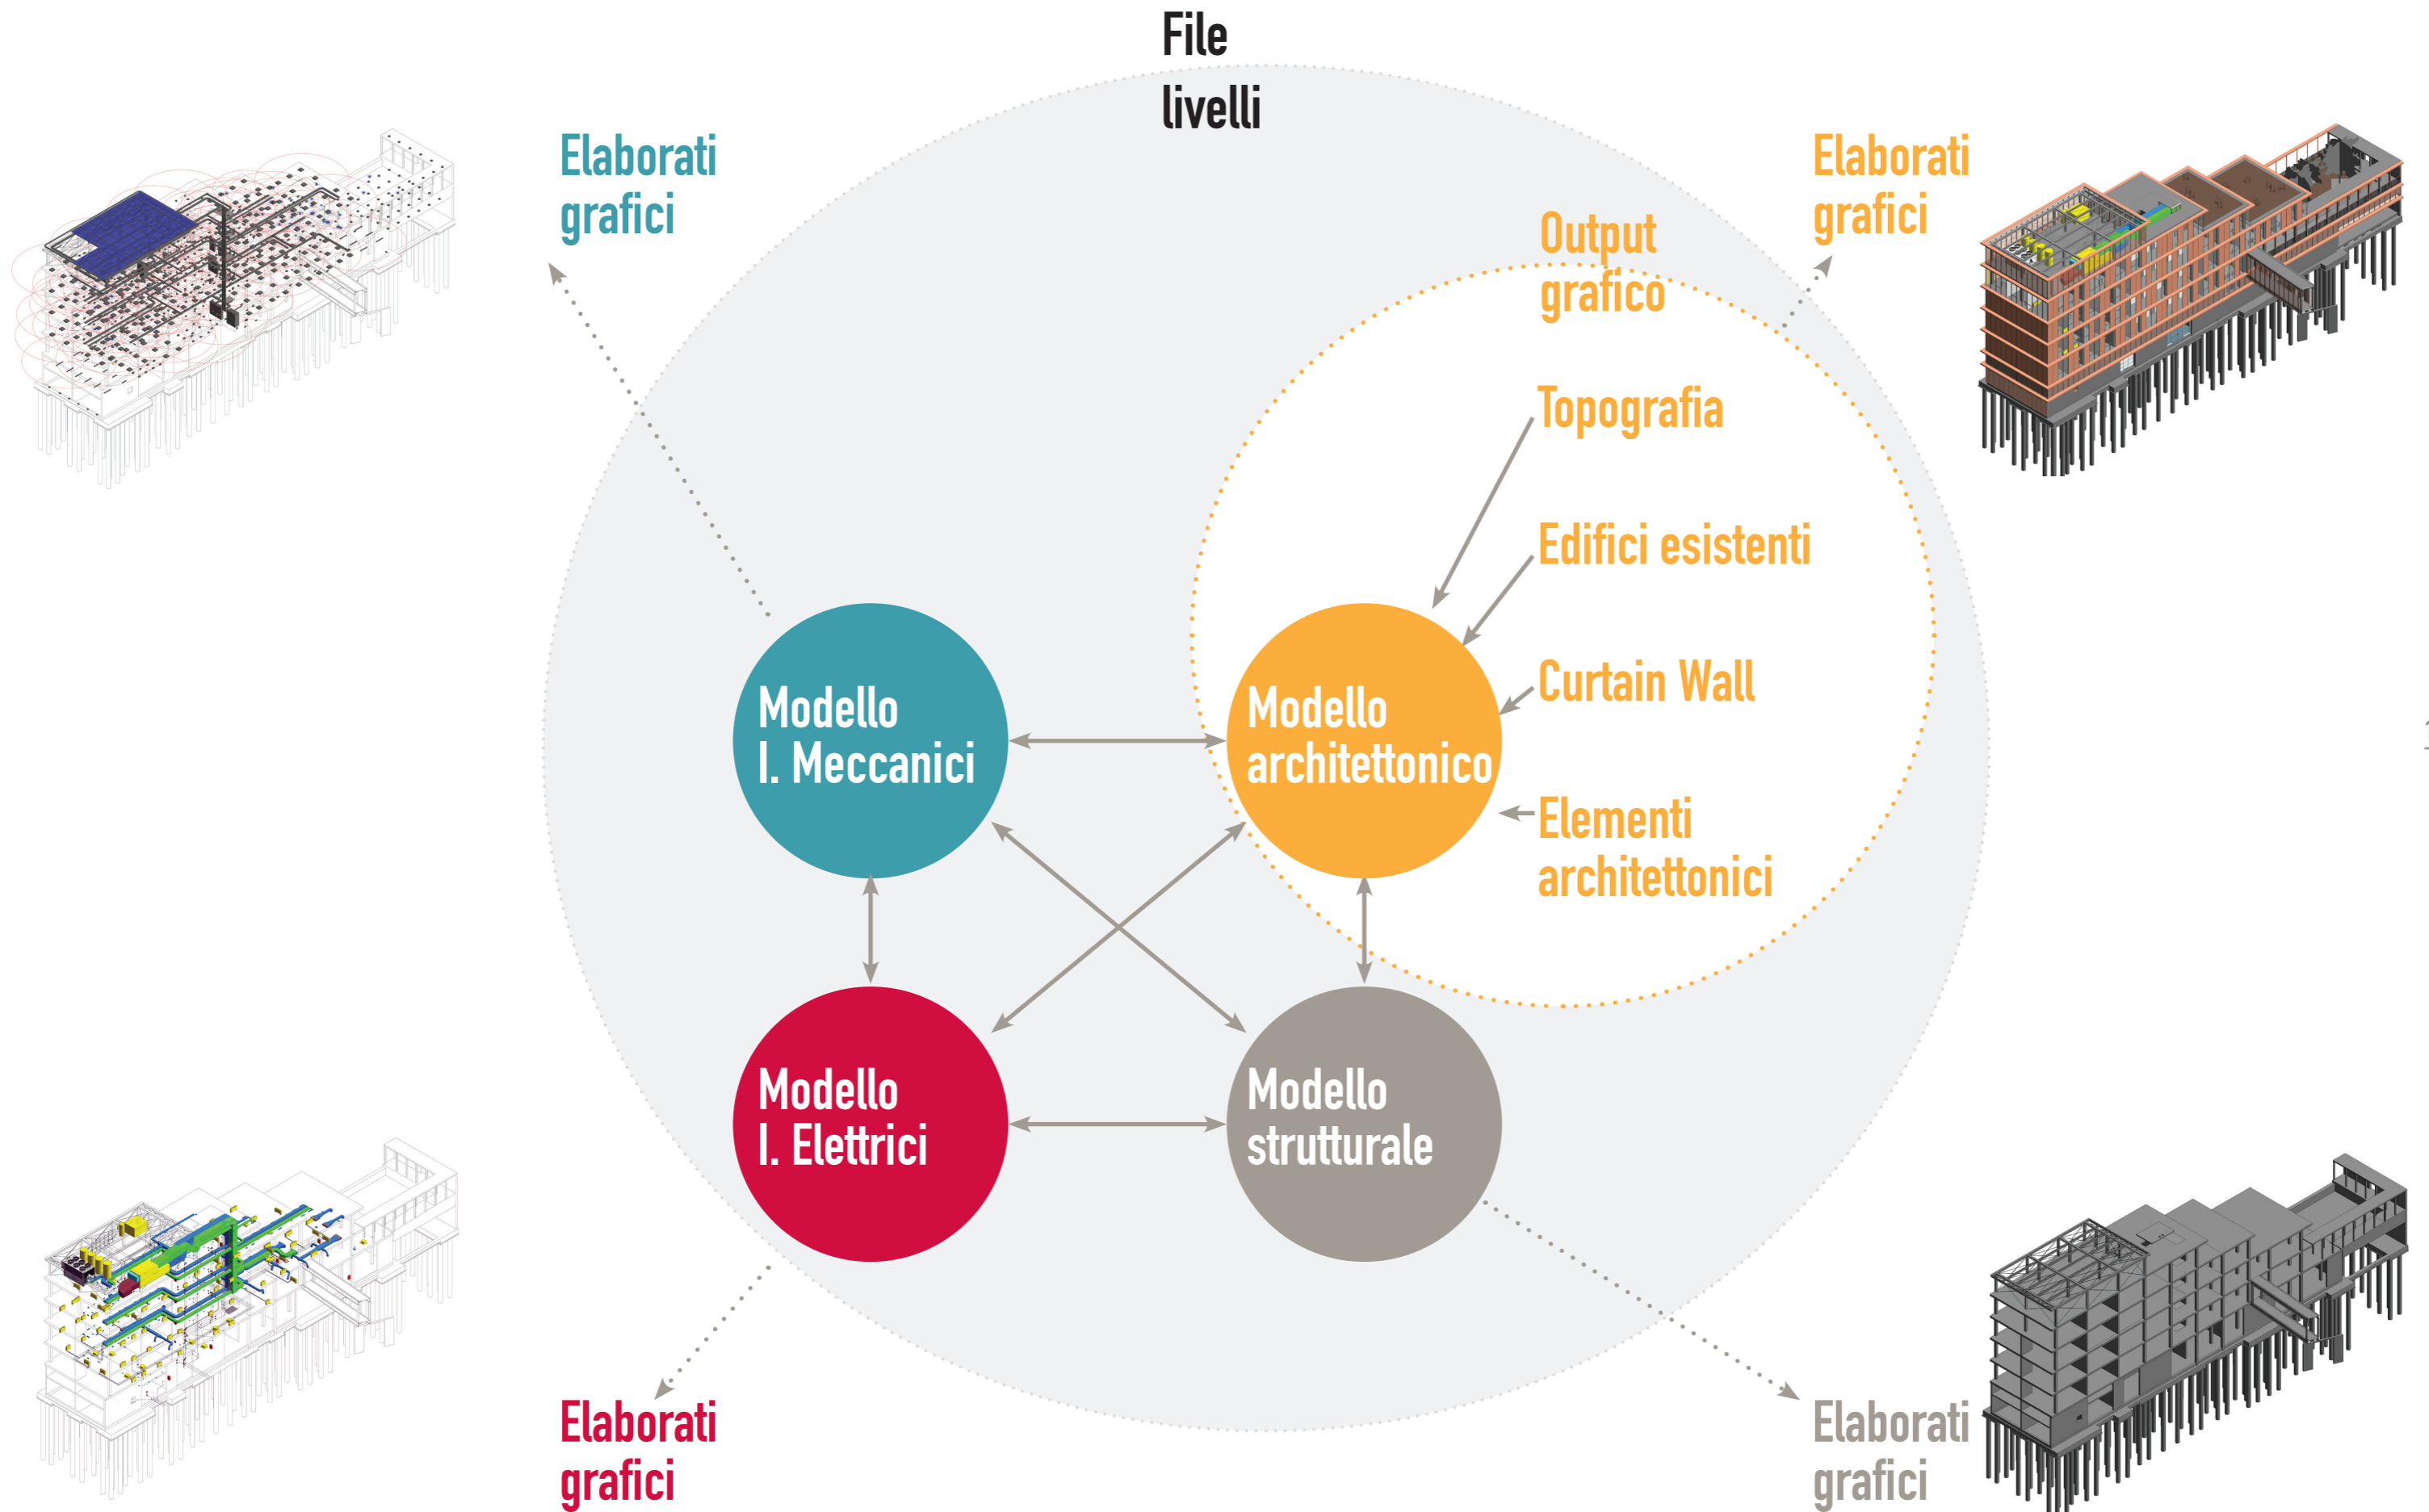 File
livelli
Elaborati
grafici
Elaborati
grafici
Output
grafico
Topografia
Edifici esistenti
Curtain Wall
Elementi
architettonici
Modello
I. Meccanici
Modello
architettonico
Modello
I. Elettrici
Modello
strutturale
Elaborati
grafici
Elaborati
grafici
1